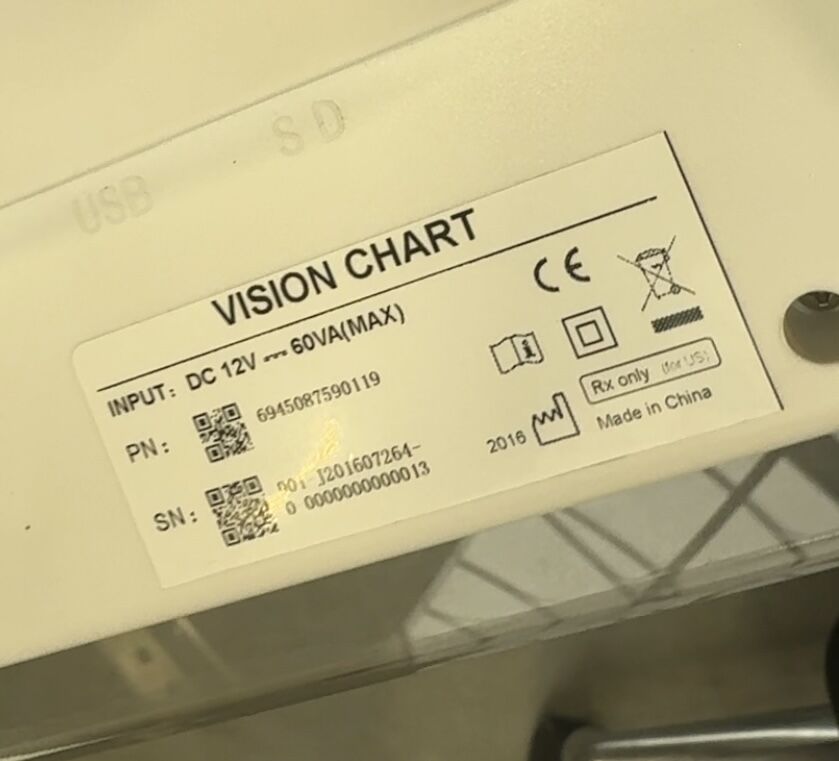 USB
SD
VISION CHART
INPUT: DC 12V ⎓ 60VA(MAX)
PN: 6945087590119
SN: J201607264-
0 0000000000013
CE
Rx only (for US)
2016
Made in China